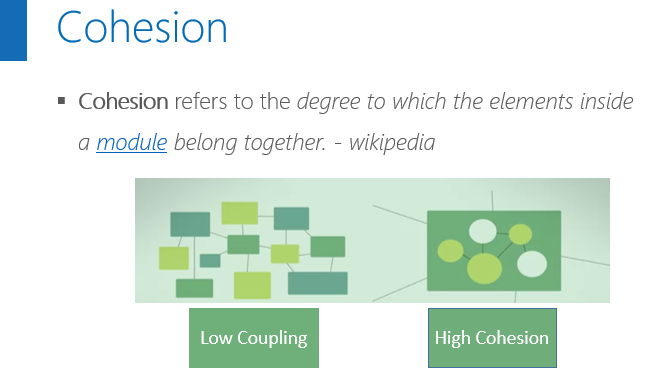 Cohesion
▪ Cohesion refers to the degree to which the elements inside
a module belong together. - wikipedia
Low Coupling
High Cohesion